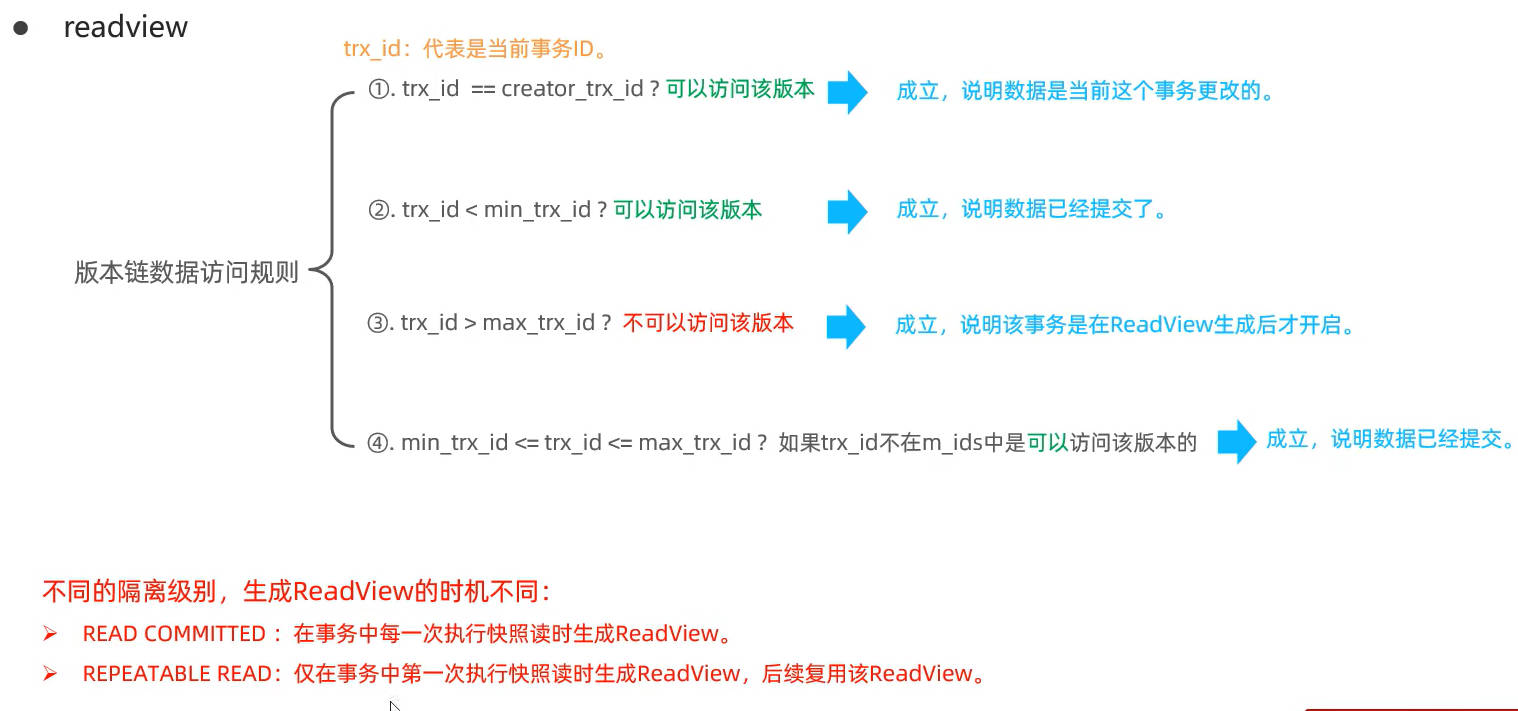 ● readview
trx_id：代表是当前事务ID。
①. trx_id == creator_trx_id ? 可以访问该版本 成立，说明数据是当前这个事务更改的。
②. trx_id < min_trx_id ? 可以访问该版本 成立，说明数据已经提交了。
版本链数据访问规则
③. trx_id > max_trx_id ? 不可以访问该版本 成立，说明该事务是在ReadView生成后才开启。
④. min_trx_id <= trx_id <= max_trx_id ? 如果trx_id不在m_ids中是可以访问该版本的 成立，说明数据已经提交。
不同的隔离级别，生成ReadView的时机不同：
➢ READ COMMITTED ：在事务中每一次执行快照读时生成ReadView。
➢ REPEATABLE READ：仅在事务中第一次执行快照读时生成ReadView，后续复用该ReadView。